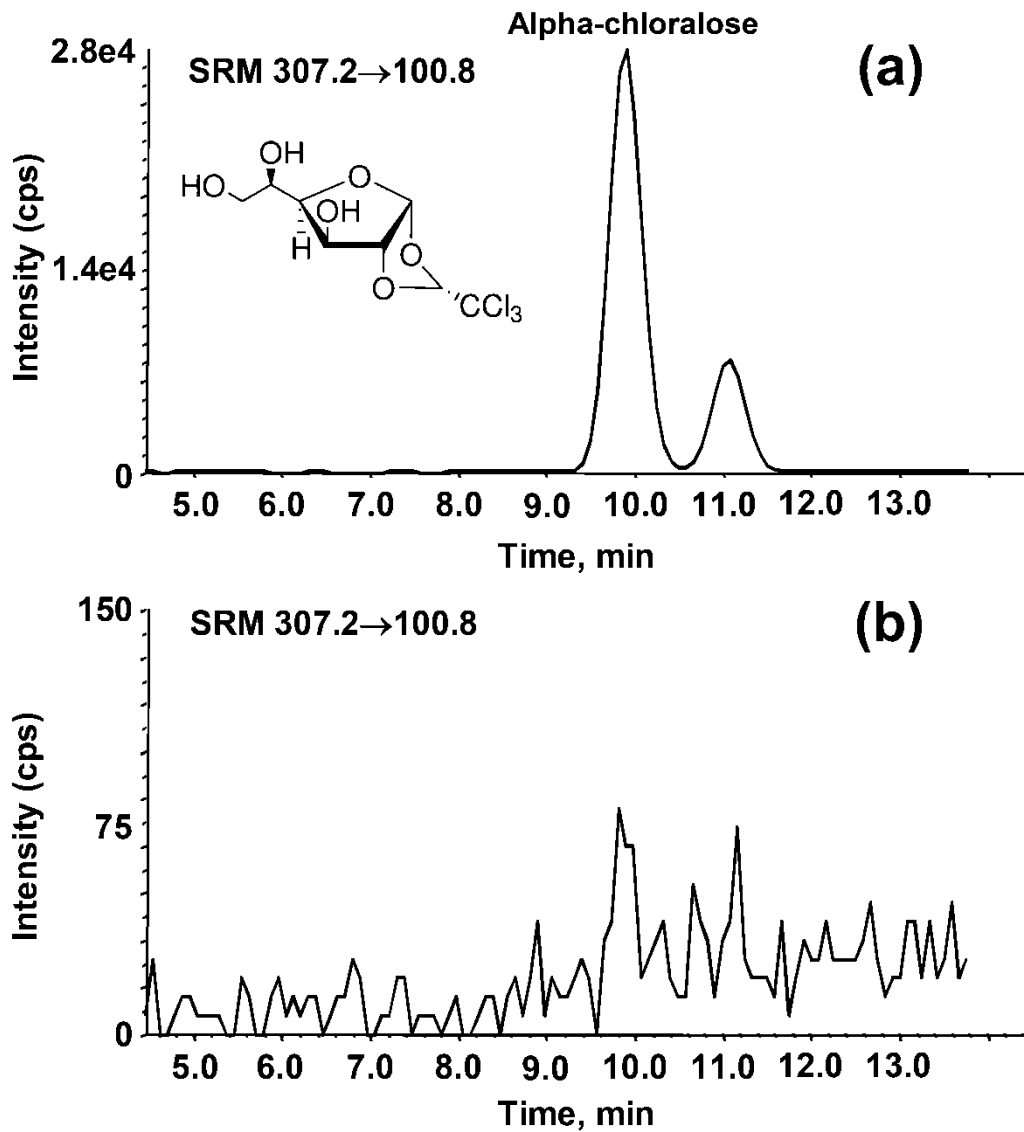 Alpha-chloralose
2.8e4
SRM 307.2→100.8
(a)
OH
HO
O
OH
H
O
O
CCl3
Intensity (cps)
1.4e4
0
5.0 6.0 7.0 8.0 9.0 10.0 11.0 12.0 13.0
Time, min
150
SRM 307.2→100.8
(b)
Intensity (cps)
75
0
5.0 6.0 7.0 8.0 9.0 10.0 11.0 12.0 13.0
Time, min